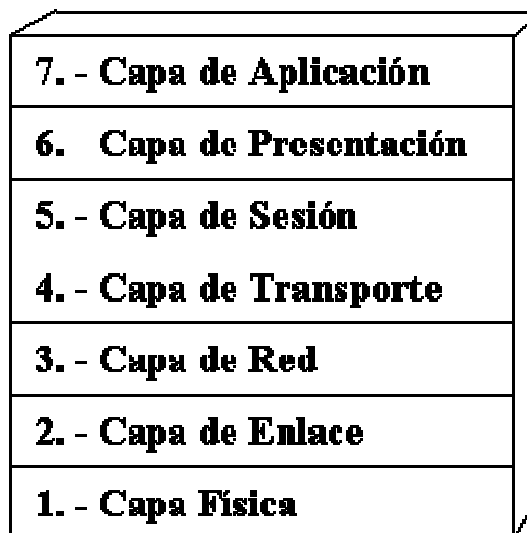 7. - Capa de Aplicación
6. Capa de Presentación
5. - Capa de Sesión
4. - Capa de Transporte
3. - Capa de Red
2. - Capa de Enlace
1. - Capa Física